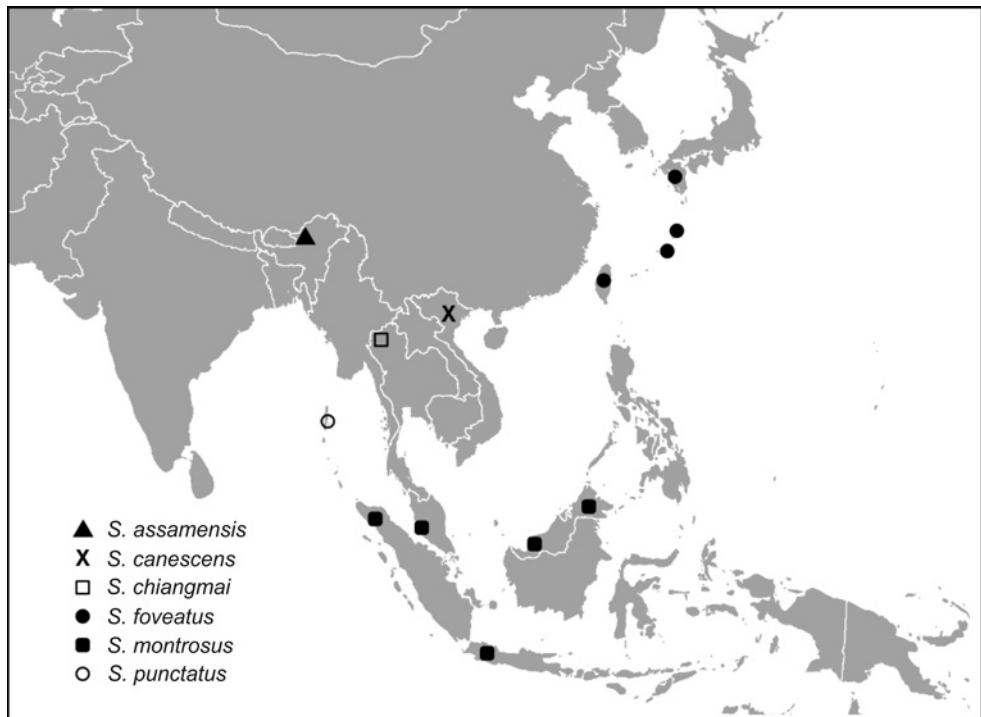 S. assamensis
X S. canescens
S. chiangmai
S. foveatus
S. montrosus
S. punctatus
X